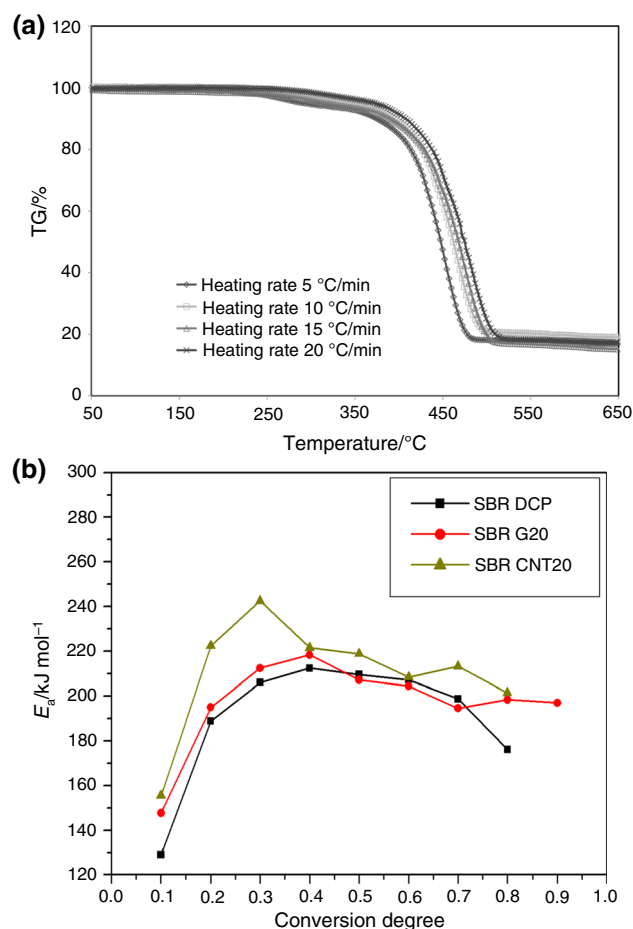 (a)
120
100
80
60
40
20
0
TG/%
Heating rate 5 °C/min
Heating rate 10 °C/min
Heating rate 15 °C/min
Heating rate 20 °C/min
50 150 250 350 450 550 650
Temperature/°C
(b)
300
280
260
240
220
200
180
160
140
120
Ea/kJ mol⁻¹
SBR DCP
SBR G20
SBR CNT20
0.0 0.1 0.2 0.3 0.4 0.5 0.6 0.7 0.8 0.9 1.0
Conversion degree